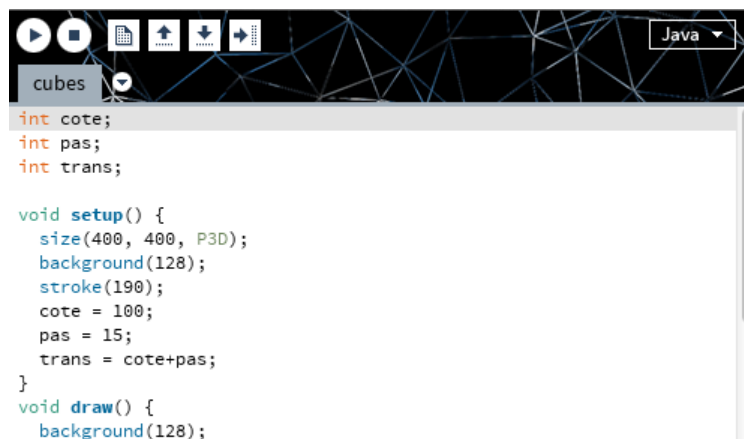 Java
cubes
int cote;
int pas;
int trans;
void setup() {
  size(400, 400, P3D);
  background(128);
  stroke(190);
  cote = 100;
  pas = 15;
  trans = cote+pas;
}
void draw() {
  background(128);